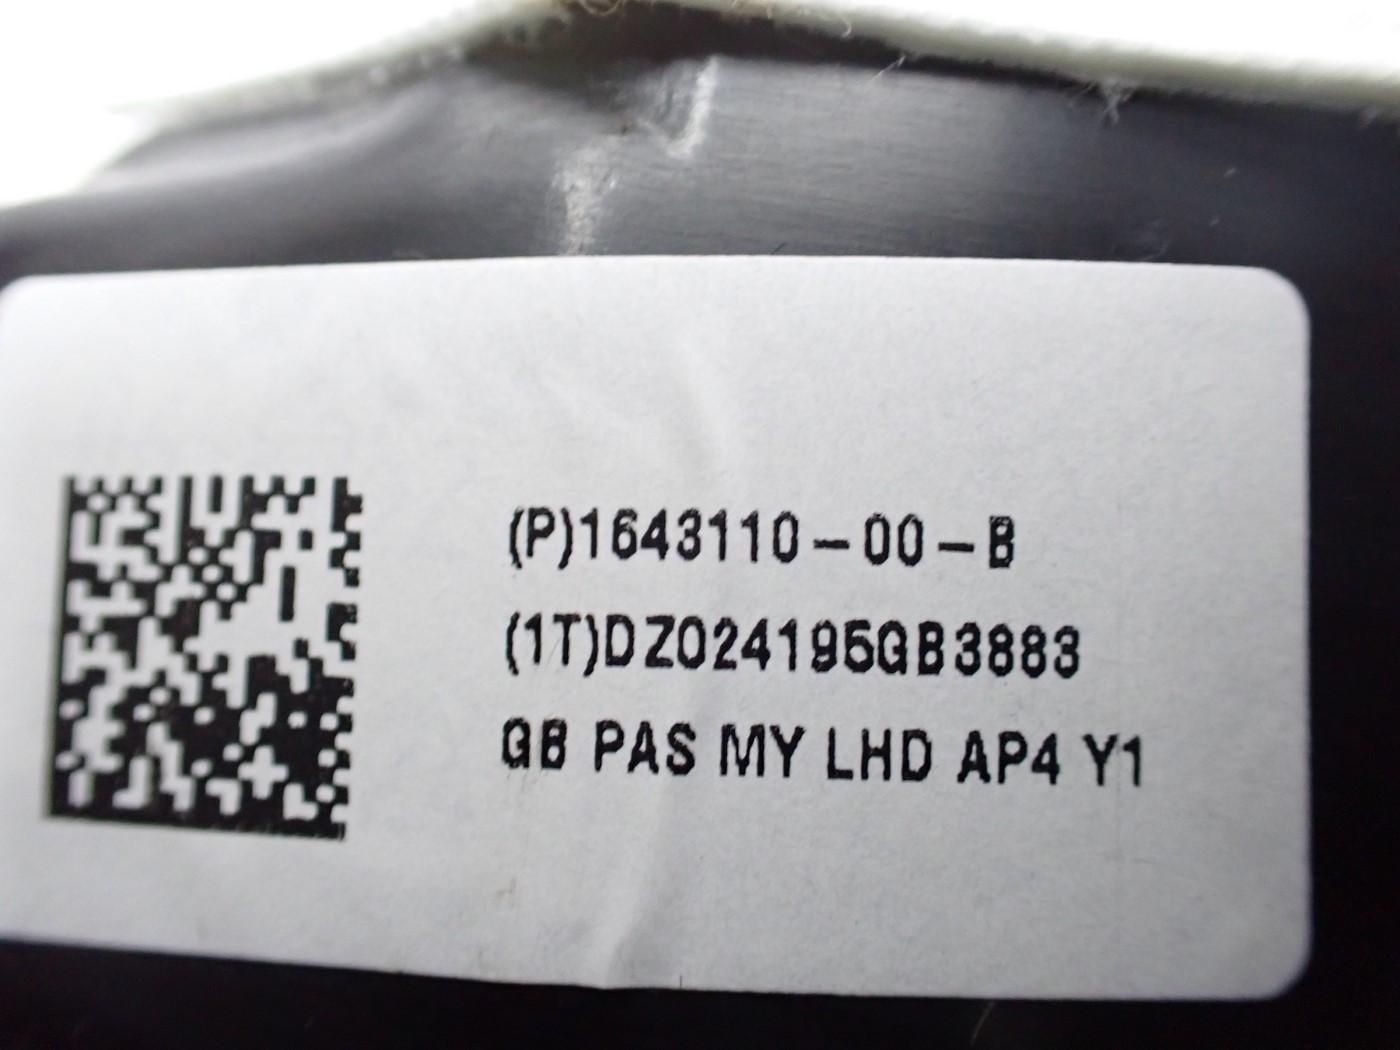 (P)1643110-00-B
(1T)DZ024195GB3883
GB PAS MY LHD AP4 Y1